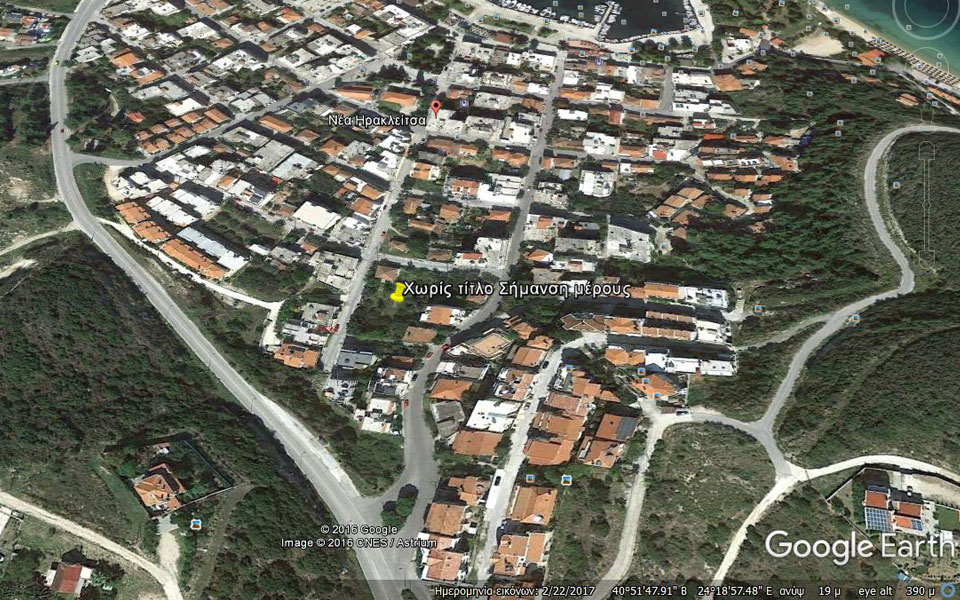 Νέα Ηρακλείτσα
Χωρίς τίτλο Σήμανση μέρους
© 2016 Google
Image © 2016 CNES / Astrium
Google Earth
Ημερομηνία εικόνων: 2/22/2017 40°51'47.91" Β 24°18'57.48" Ε ανύψ 19 μ eye alt 390 μ